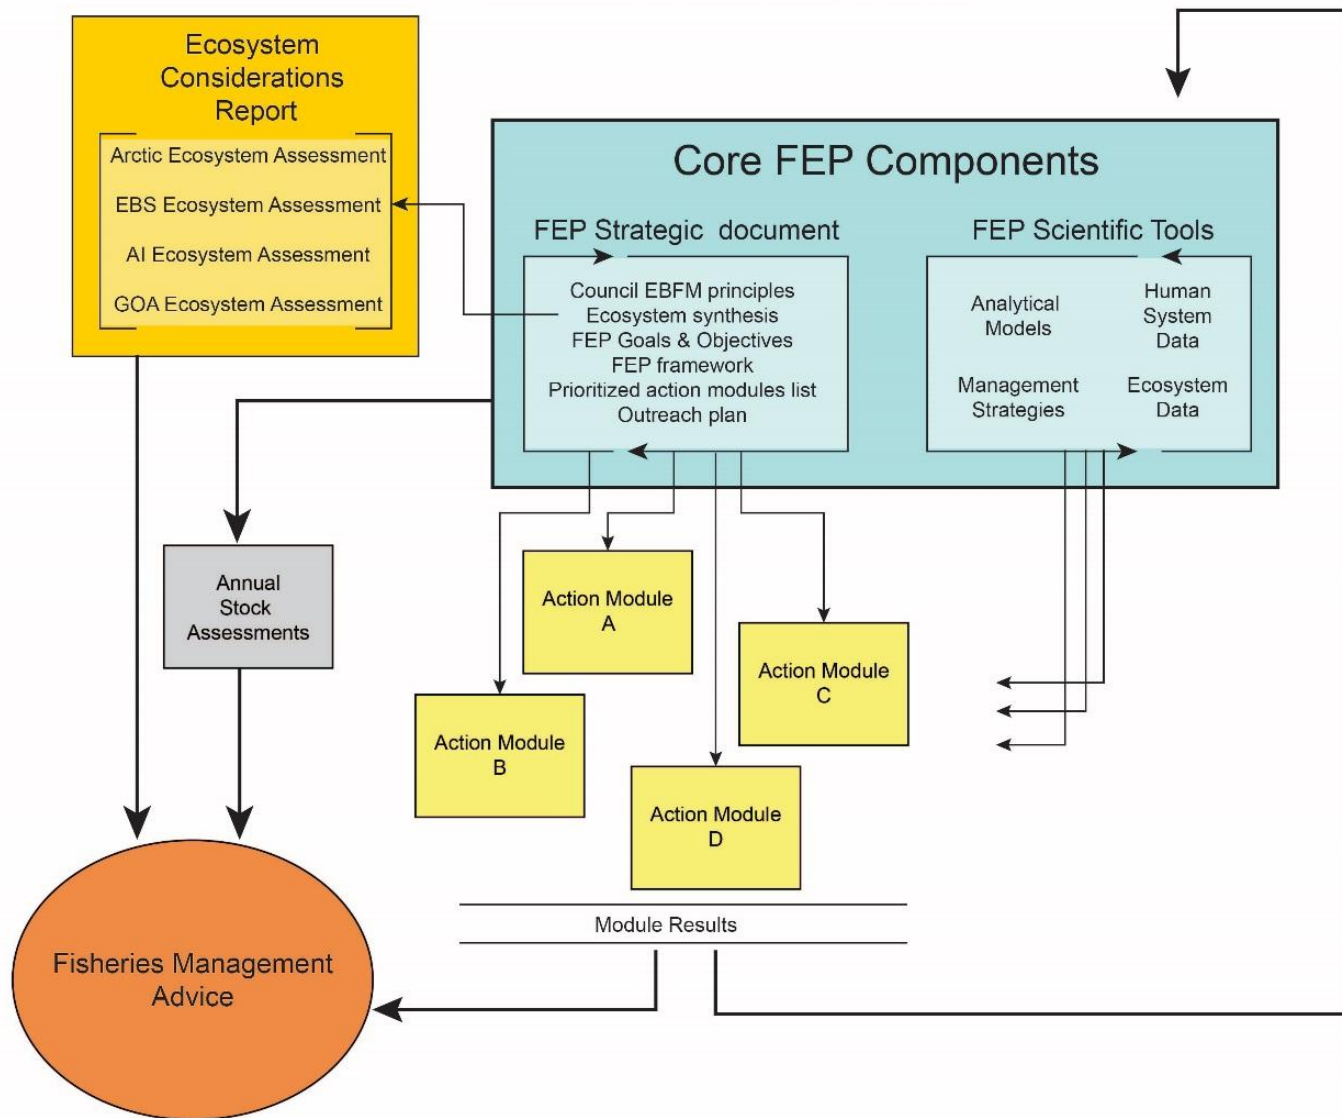 Ecosystem
Considerations
Report
Arctic Ecosystem Assessment
EBS Ecosystem Assessment
AI Ecosystem Assessment
GOA Ecosystem Assessment
Core FEP Components
FEP Strategic document
Council EBFM principles
Ecosystem synthesis
FEP Goals & Objectives
FEP framework
Prioritized action modules list
Outreach plan
FEP Scientific Tools
Analytical
Models
Human
System
Data
Management
Strategies
Ecosystem
Data
Annual
Stock
Assessments
Action Module
A
Action Module
B
Action Module
C
Action Module
D
Module Results
Fisheries Management
Advice